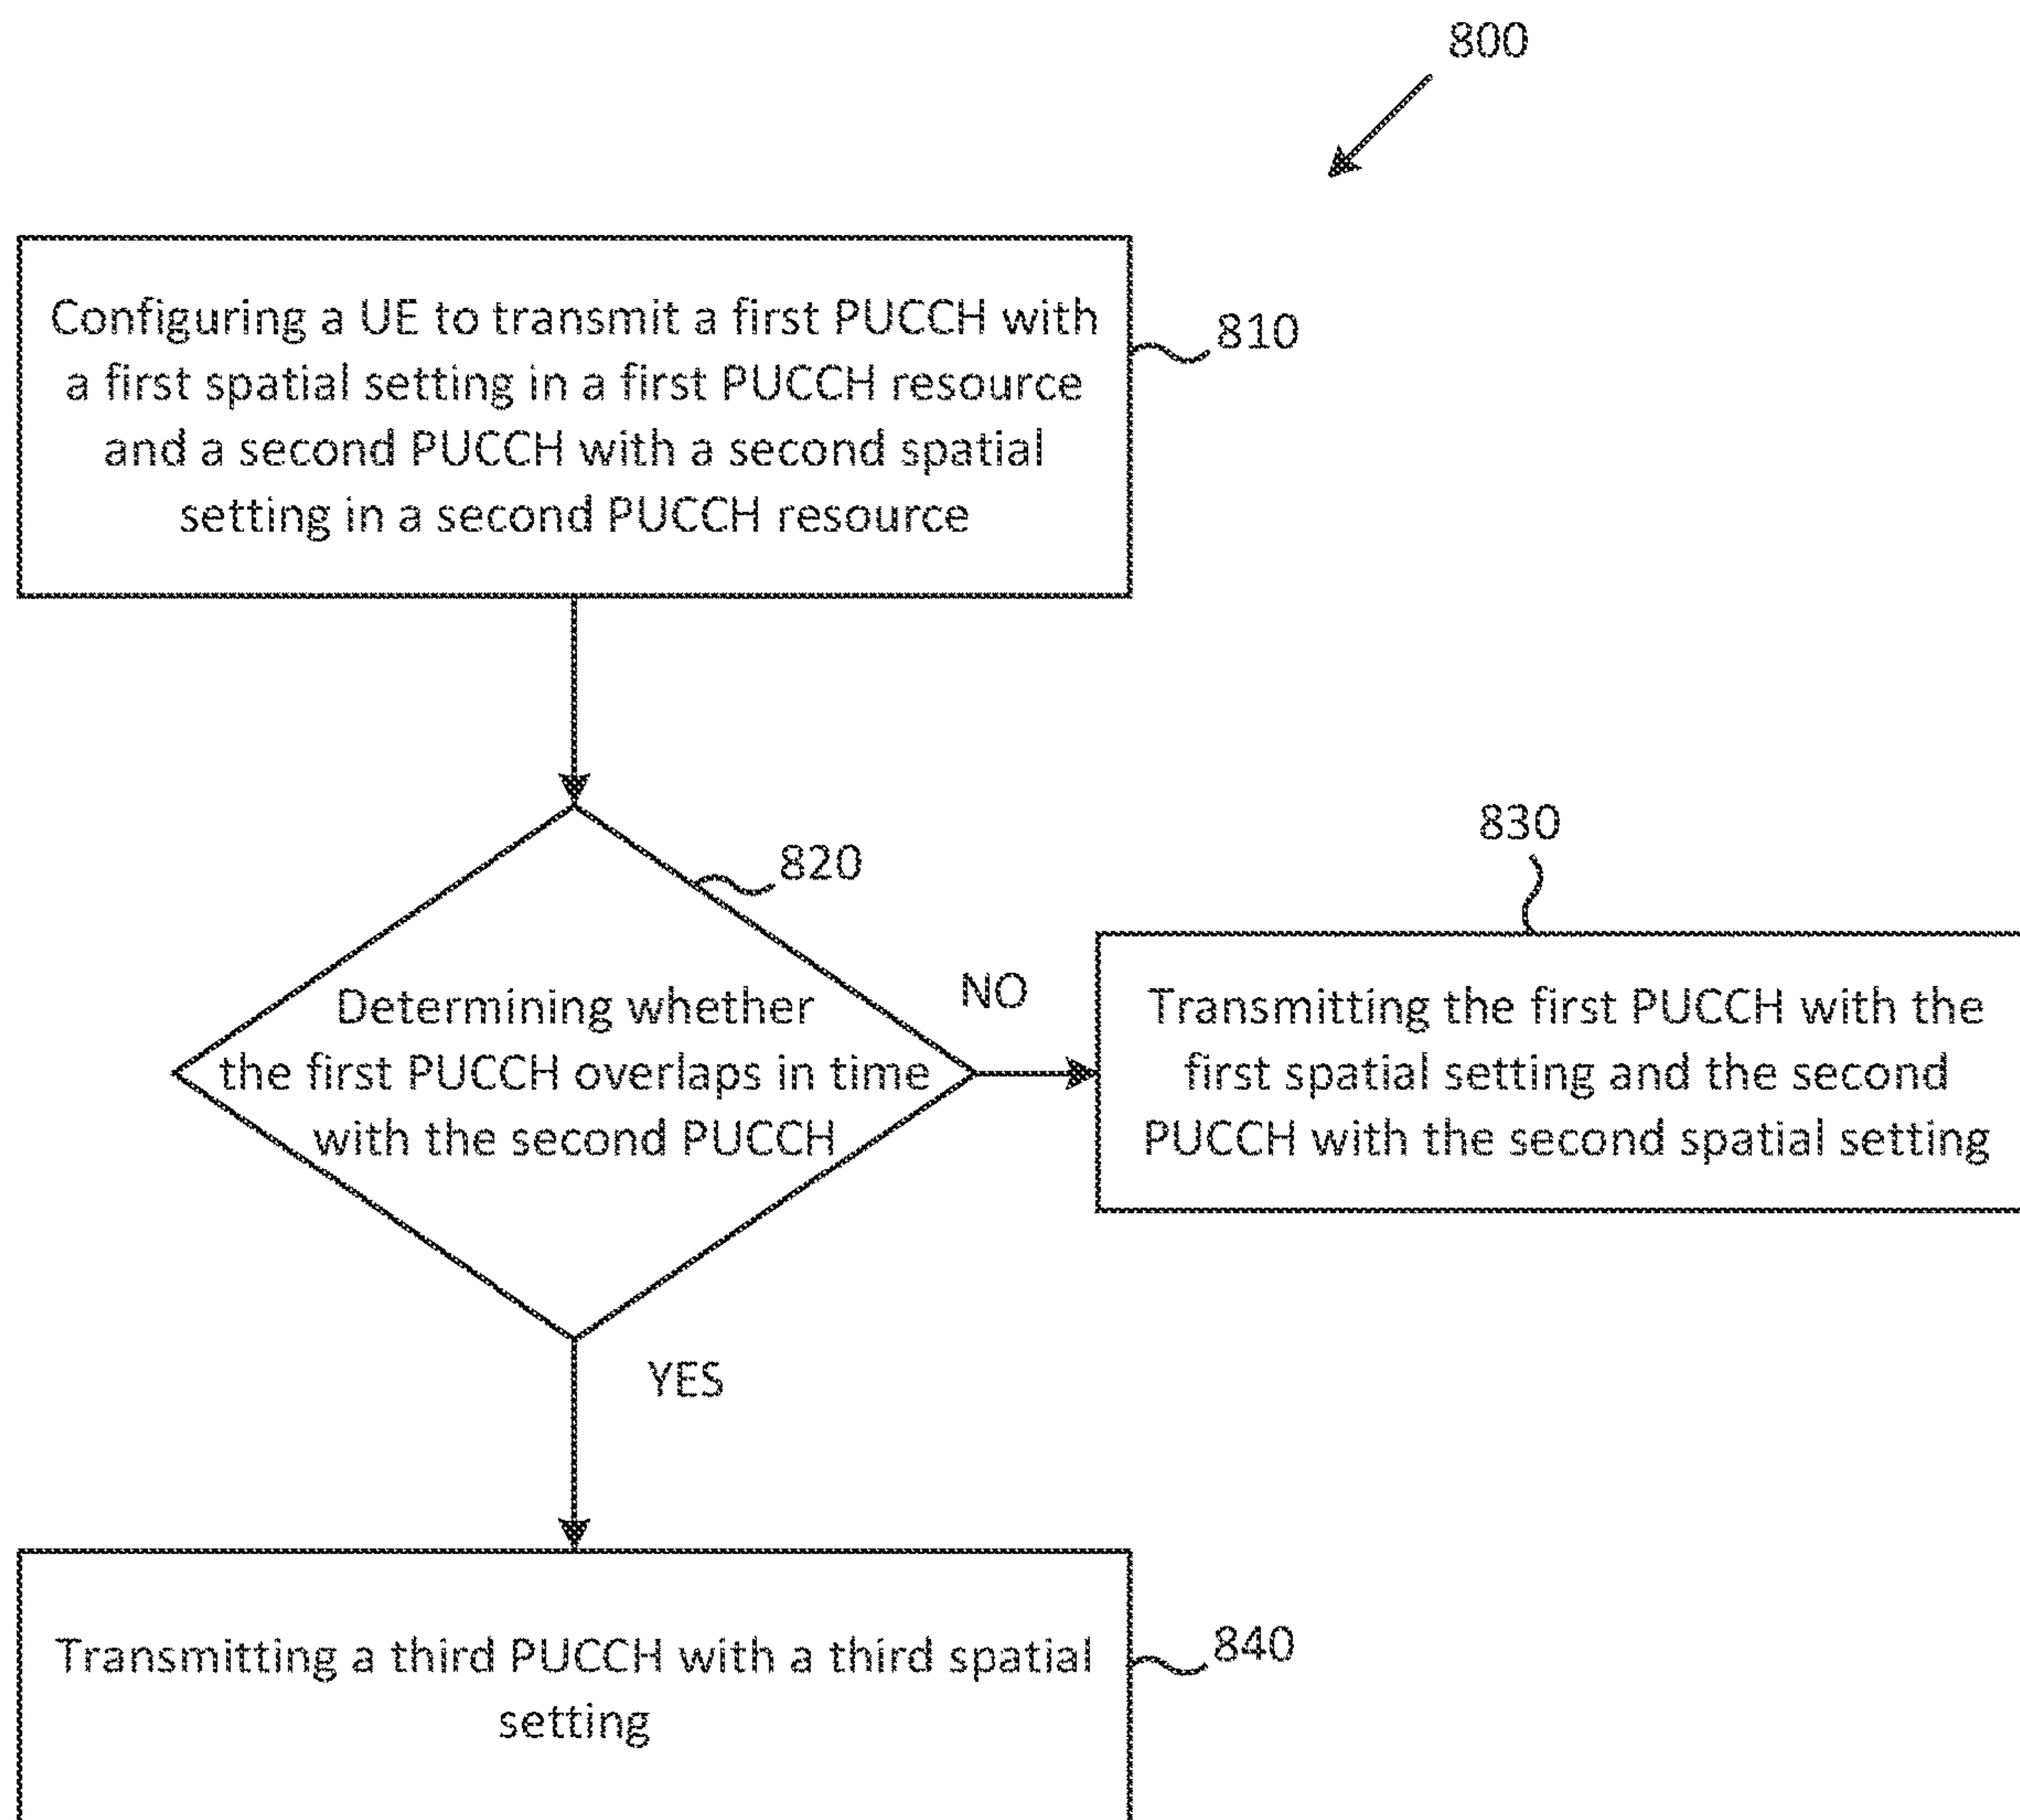 800
Configuring a UE to transmit a first PUCCH with
a first spatial setting in a first PUCCH resource
and a second PUCCH with a second spatial
setting in a second PUCCH resource
810
820
Determining whether
the first PUCCH overlaps in time
with the second PUCCH
NO
830
Transmitting the first PUCCH with the
first spatial setting and the second
PUCCH with the second spatial setting
YES
Transmitting a third PUCCH with a third spatial
setting
840